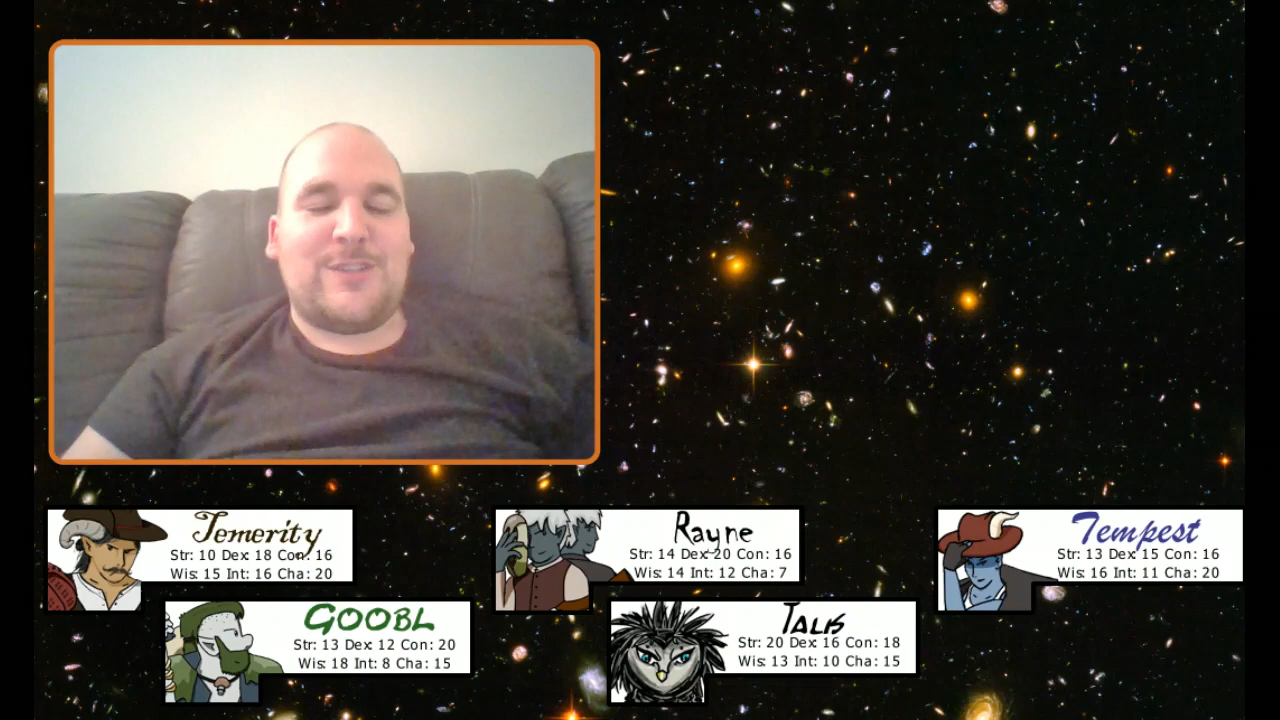 Temerity
Str: 10 Dex: 18 Con: 16
Wis: 15 Int: 16 Cha: 20
Rayne
Str: 14 Dex: 20 Con: 16
Wis: 14 Int: 12 Cha: 7
Tempest
Str: 13 Dex: 15 Con: 16
Wis: 16 Int: 11 Cha: 20
GOOBL
Str: 13 Dex: 12 Con: 20
Wis: 18 Int: 8 Cha: 15
TALIS
Str: 20 Dex: 16 Con: 18
Wis: 13 Int: 10 Cha: 15